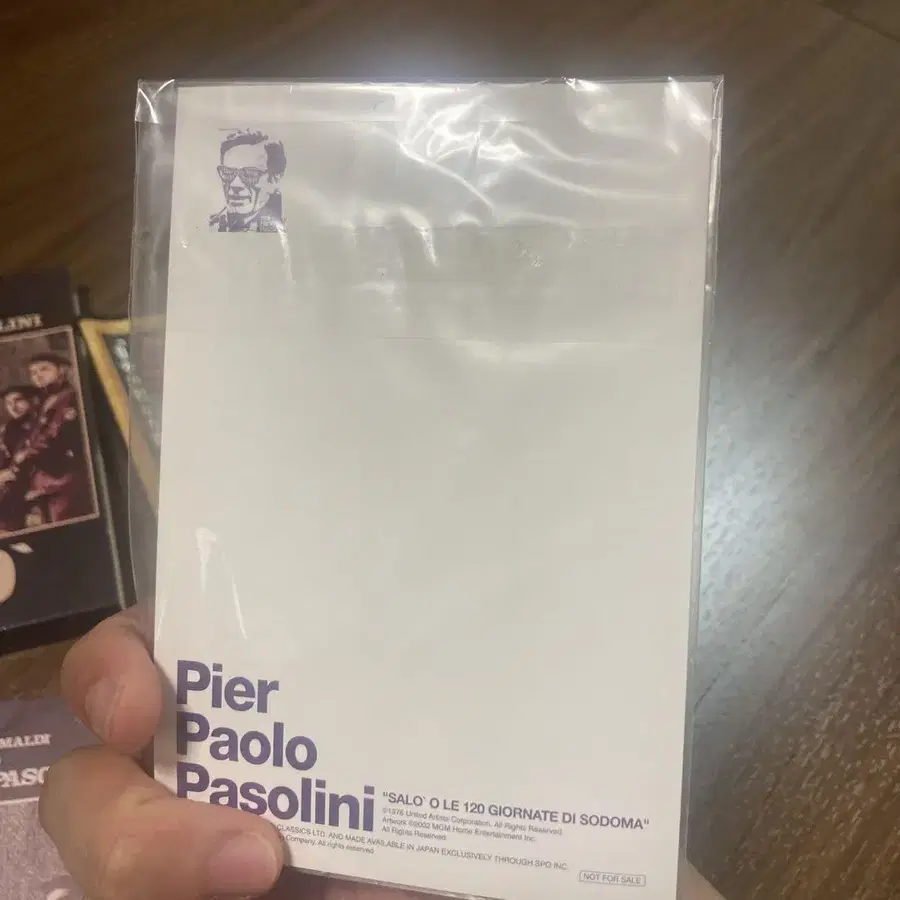 Pier
Paolo
Pasolini
"SALO` O LE 120 GIORNATE DI SODOMA"
©1976 United Artists Corporation. All Rights Reserved.
Artwork ©2002 MGM Home Entertainment Inc.
All Rights Reserved
CLASSICS LTD. AND MADE AVAILABLE IN JAPAN EXCLUSIVELY THROUGH SPO INC.
Company. All rights reserved
NOT FOR SALE
LINI
MALDI
PASO